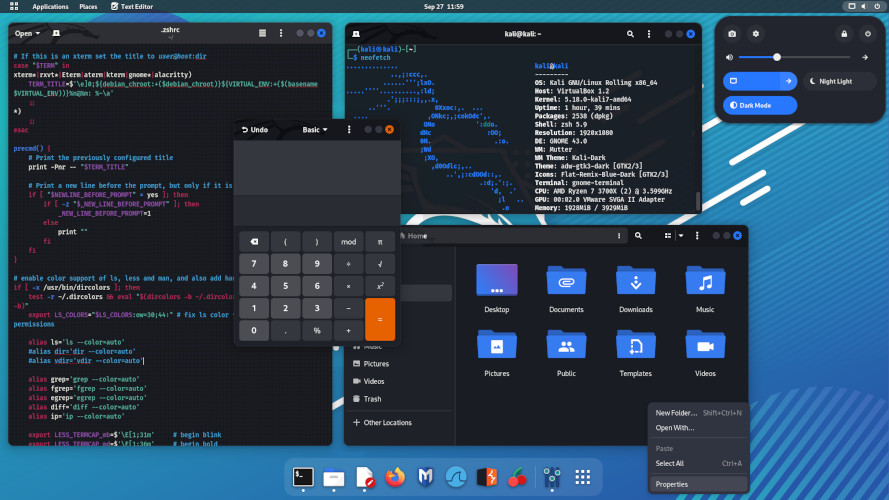 Applications Places Text Editor
Sep 27 11:59
Open
.zshrc
~/
# If this is an xterm set the title to user@host:dir
case "$TERM" in
xterm*|rxvt*|Eterm|aterm|kterm|gnome*|alacritty)
TERM_TITLE=$'\e]0;${debian_chroot:+($debian_chroot)}${VIRTUAL_ENV:+($(basename
$VIRTUAL_ENV))}%n@%m: %~\a'
;;
*)
;;
esac
precmd() {
# Print the previously configured title
print -Pnr -- "$TERM_TITLE"
# Print a new line before the prompt, but only if it is
if [ "$NEWLINE_BEFORE_PROMPT" = yes ]; then
if [ -z "$_NEW_LINE_BEFORE_PROMPT" ]; then
_NEW_LINE_BEFORE_PROMPT=1
else
print ""
fi
fi
}
# enable color support of ls, less and man, and also add han
if [ -x /usr/bin/dircolors ]; then
test -r ~/.dircolors && eval "$(dircolors -b ~/.dircolor
-b)"
export LS_COLORS="$LS_COLORS:ow=30;44:" # fix ls color
permissions
alias ls='ls --color=auto'
#alias dir='dir --color=auto'
#alias vdir='vdir --color=auto'
alias grep='grep --color=auto'
alias fgrep='fgrep --color=auto'
alias egrep='egrep --color=auto'
alias diff='diff --color=auto'
alias ip='ip --color=auto'
export LESS_TERMCAP_mb=$'\E[1;31m' # begin blink
export LESS_TERMCAP_md=$'\E[1;36m' # begin bold
kali@kali: ~
(kali@kali)-[~]
$ neofetch
kali@kali
---------
OS: Kali GNU/Linux Rolling x86_64
Host: VirtualBox 1.2
Kernel: 5.18.0-kali7-amd64
Uptime: 1 hour, 39 mins
Packages: 2538 (dpkg)
Shell: zsh 5.9
Resolution: 1920x1080
DE: GNOME 43.0
WM: Mutter
WM Theme: Kali-Dark
Theme: adw-gtk3-dark [GTK2/3]
Icons: Flat-Remix-Blue-Dark [GTK2/3]
Terminal: gnome-terminal
CPU: AMD Ryzen 7 3700X (2) @ 3.599GHz
GPU: 00:02.0 VMware SVGA II Adapter
Memory: 1928MiB / 3929MiB
Night Light
Dark Mode
Undo Basic
( ) mod π
7 8 9 ÷ √
4 5 6 × x²
1 2 3 − =
0 . % +
Home
Desktop Documents Downloads Music
Pictures Public Templates Videos
Music
Pictures
Videos
Trash
+ Other Locations
New Folder... Shift+Ctrl+N
Open With...
Paste
Select All Ctrl+A
Properties